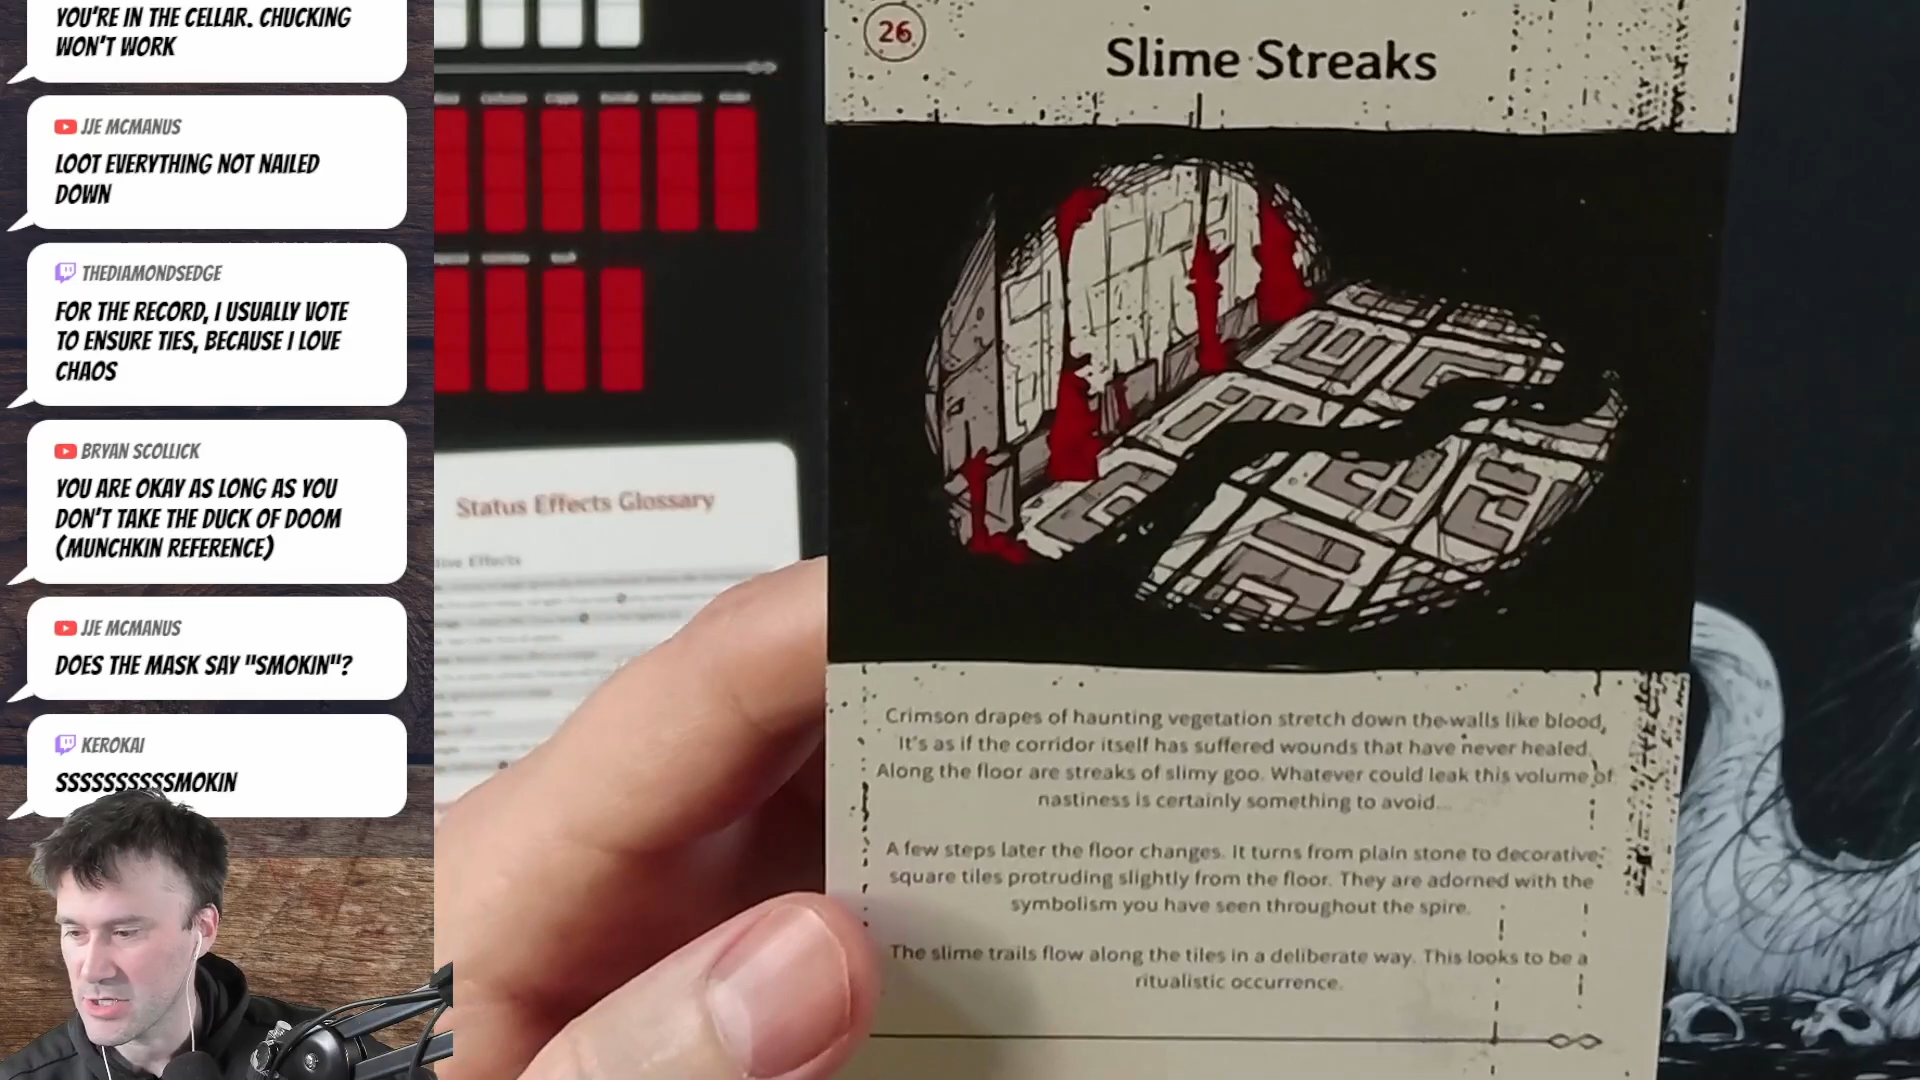 YOU'RE IN THE CELLAR. CHUCKING
WON'T WORK
JJE MCMANUS
LOOT EVERYTHING NOT NAILED
DOWN
THEDIAMONDSEDGE
FOR THE RECORD, I USUALLY VOTE
TO ENSURE TIES, BECAUSE I LOVE
CHAOS
BRYAN SCOLLICK
YOU ARE OKAY AS LONG AS YOU
DON'T TAKE THE DUCK OF DOOM
(MUNCHKIN REFERENCE)
JJE MCMANUS
DOES THE MASK SAY "SMOKIN"?
KEROKAI
SSSSSSSSSSMOKIN
Status Effects Glossary
Effects
26
Slime Streaks
Crimson drapes of haunting vegetation stretch down the walls like blood,
It's as if the corridor itself has suffered wounds that have never healed.
Along the floor are streaks of slimy goo. Whatever could leak this volume of
nastiness is certainly something to avoid...
A few steps later the floor changes. It turns from plain stone to decorative,
square tiles protruding slightly from the floor. They are adorned with the
symbolism you have seen throughout the spire.
The slime trails flow along the tiles in a deliberate way. This looks to be a
ritualistic occurrence.